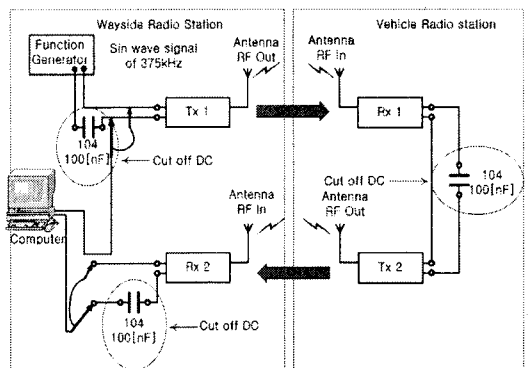 Wayside Radio Station
Vehicle Radio station
Function
Generator
Sin wave signal
of 375kHz
Antenna
RF Out
Antenna
RF In
Tx 1
Rx 1
104
100[nF]
Cut off DC
104
100[nF]
Cut off DC
Antenna
RF In
Antenna
RF Out
Computer
Rx 2
Tx 2
104
100[nF]
Cut off DC